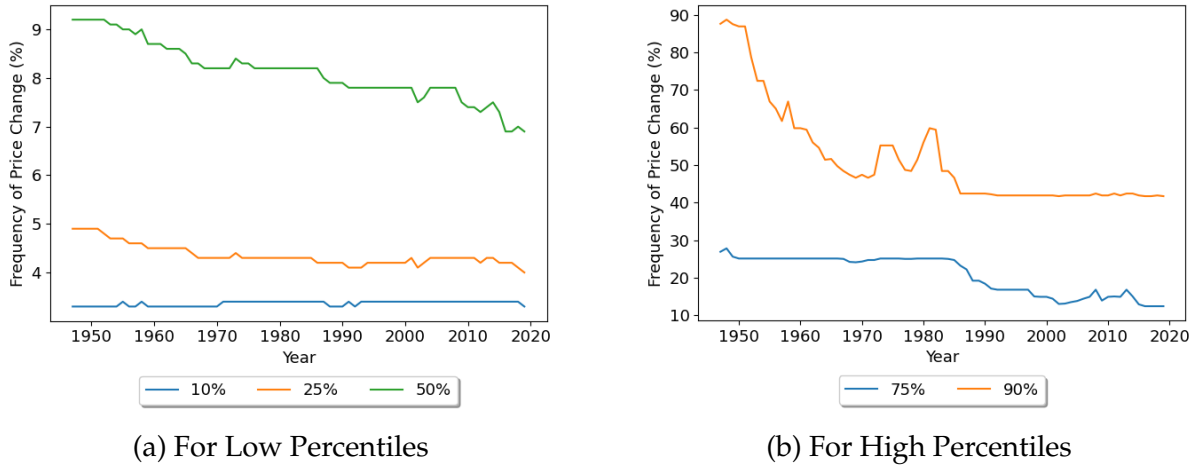 Frequency of Price Change (%)
9
8
7
6
5
4
1950 1960 1970 1980 1990 2000 2010 2020
Year
10% 25% 50%
(a) For Low Percentiles
Frequency of Price Change (%)
90
80
70
60
50
40
30
20
10
1950 1960 1970 1980 1990 2000 2010 2020
Year
75% 90%
(b) For High Percentiles